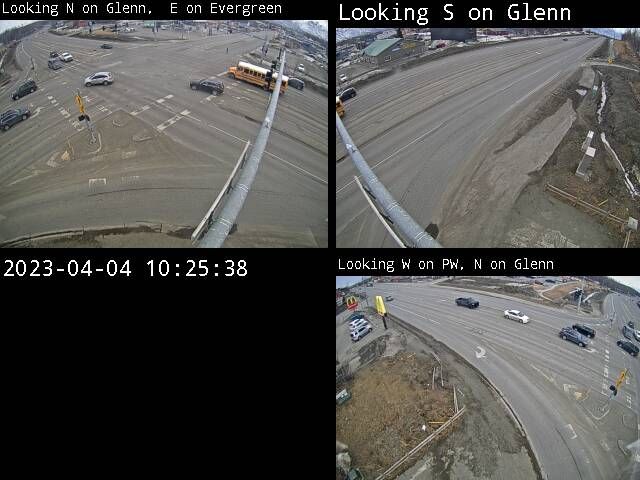 Looking N on Glenn,  E on Evergreen
Looking S on Glenn
2023-04-04 10:25:38
Looking W on PW, N on Glenn